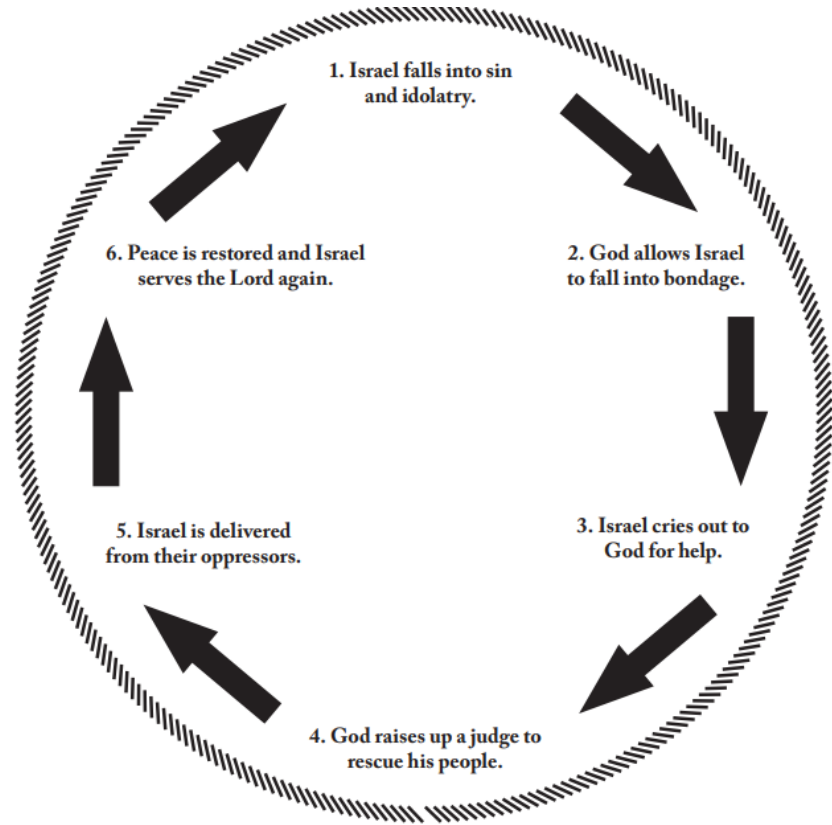 1. Israel falls into sin
and idolatry.
2. God allows Israel
to fall into bondage.
3. Israel cries out to
God for help.
4. God raises up a judge to
rescue his people.
5. Israel is delivered
from their oppressors.
6. Peace is restored and Israel
serves the Lord again.